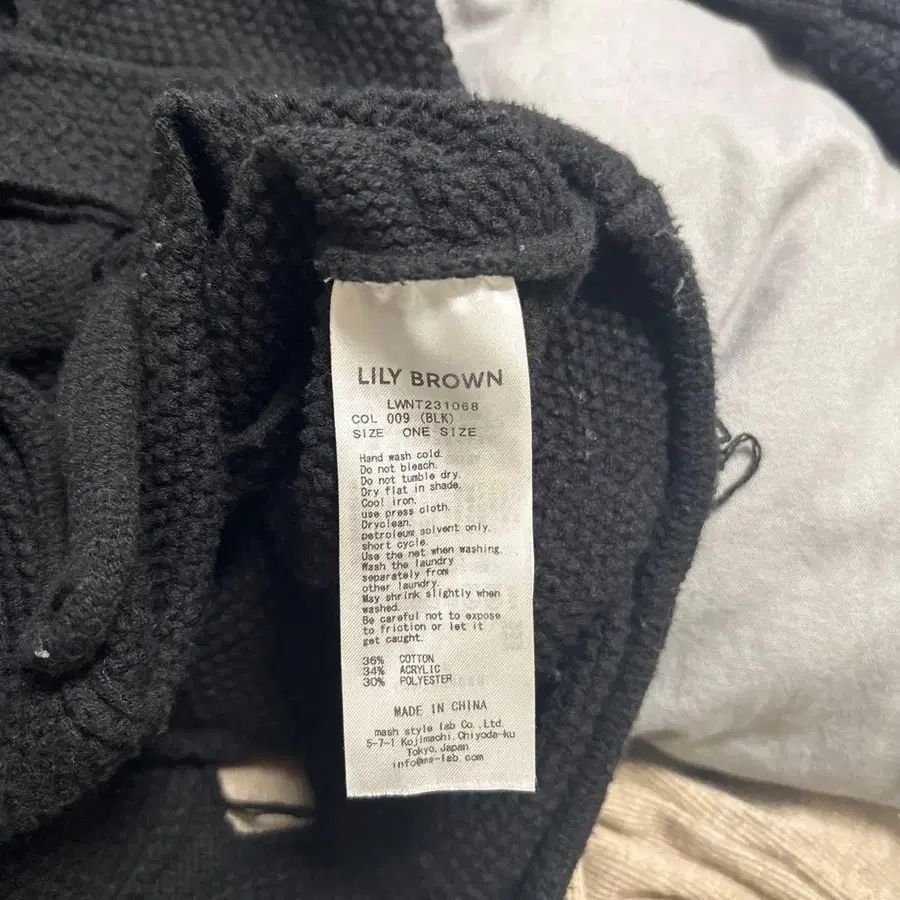 LILY BROWN
LWNT231068
COL 009 (BLK)
SIZE ONE SIZE
Hand wash cold.
Do not bleach.
Do not tumble dry.
Dry flat in shade.
Cool iron.
use press cloth.
Dryclean.
petroleum solvent only,
short cycle.
Use the net when washing.
Wash the laundry
separately from
other laundry.
May shrink slightly when
washed.
Be careful not to expose
to friction or let it
get caught.
36% COTTON
34% ACRYLIC
30% POLYESTER
MADE IN CHINA
mash style lab Co., Ltd.
5-7-1 Kojimachi, Chiyoda-ku
Tokyo, Japan
info@ms-lab.com